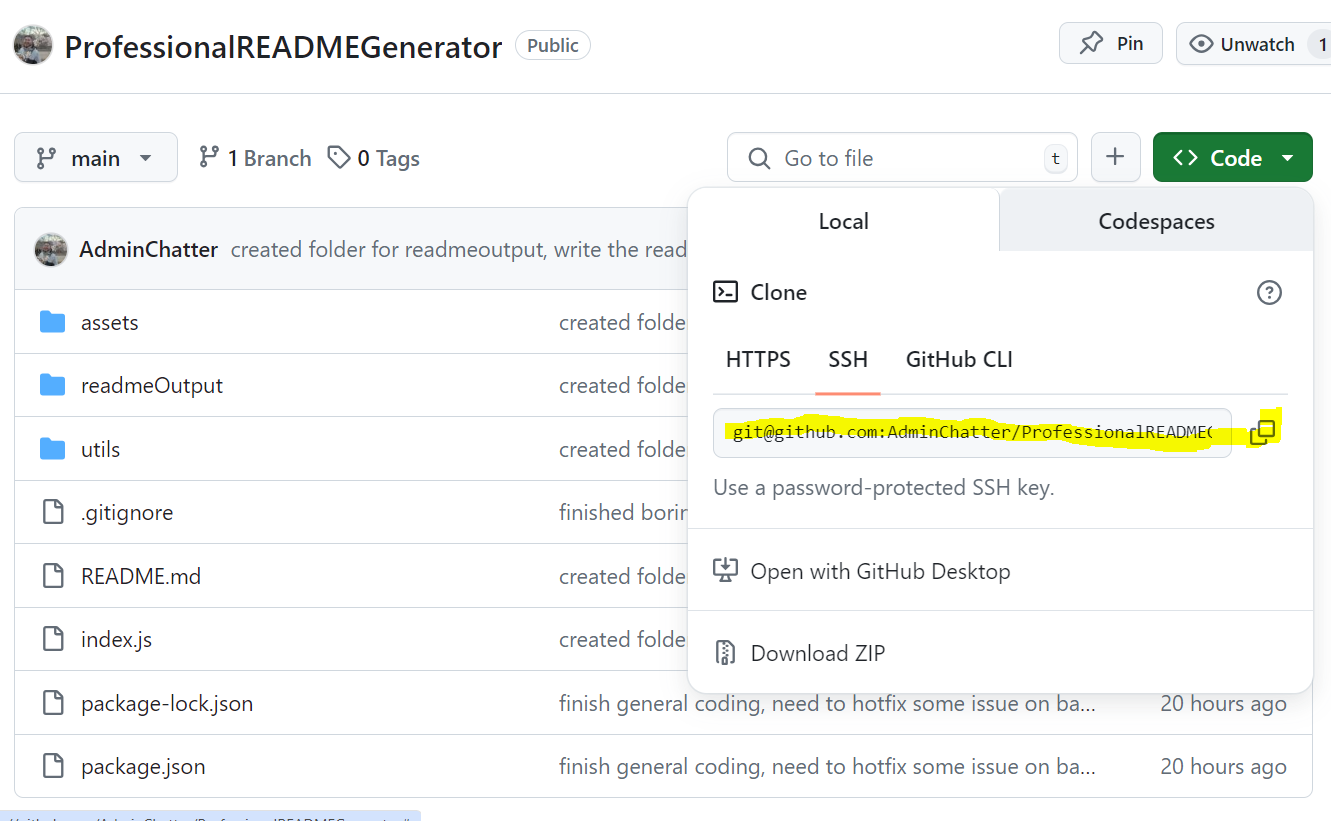 ProfessionalREADMEGenerator Public Pin Unwatch 1
main 1 Branch 0 Tags Go to file t Code
AdminChatter created folder for readmeoutput, write the read
Local Codespaces
Clone
HTTPS SSH GitHub CLI
git@github.com:AdminChatter/ProfessionalREADME
Use a password-protected SSH key.
Open with GitHub Desktop
Download ZIP
assets created folde
readmeOutput created folde
utils created folde
.gitignore finished borin
README.md created folde
index.js created folde
package-lock.json finish general coding, need to hotfix some issue on ba... 20 hours ago
package.json finish general coding, need to hotfix some issue on ba... 20 hours ago